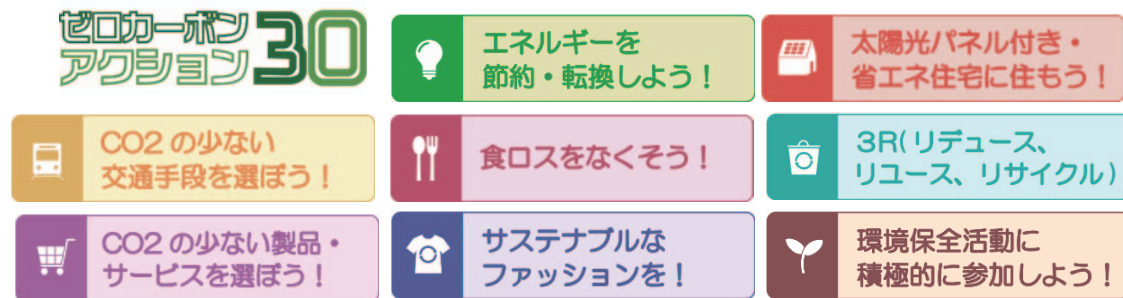 ゼロカーボン
アクション30
エネルギーを
節約・転換しよう！
太陽光パネル付き・
省エネ住宅に住もう！
CO2 の少ない
交通手段を選ぼう！
食ロスをなくそう！
3R(リデュース、
リユース、リサイクル)
CO2 の少ない製品・
サービスを選ぼう！
サステナブルな
ファッションを！
環境保全活動に
積極的に参加しよう！